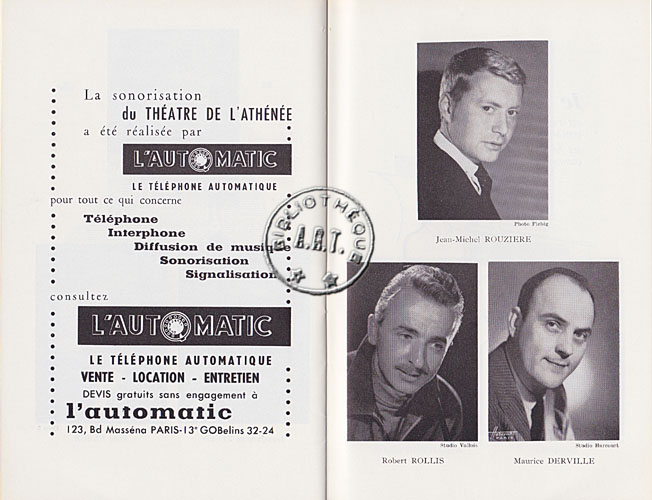 La sonorisation
du THÉATRE DE L'ATHÉNÉE
a été réalisée par
L'AUTOMATIC
LE TÉLÉPHONE AUTOMATIQUE
pour tout ce qui concerne
Téléphone
Interphone
Diffusion de musique
Sonorisation
Signalisation
consultez
L'AUTOMATIC
LE TÉLÉPHONE AUTOMATIQUE
VENTE - LOCATION - ENTRETIEN
DEVIS gratuits sans engagement à
l'automatic
123, Bd Masséna PARIS-13e GOBelins 32-24
BIBLIOTHÈQUE
A.R.T.
Photo Firbig
Jean-Michel ROUZIERE
Studio Vallois
Robert ROLLIS
Studio Harcourt
Maurice DERVILLE